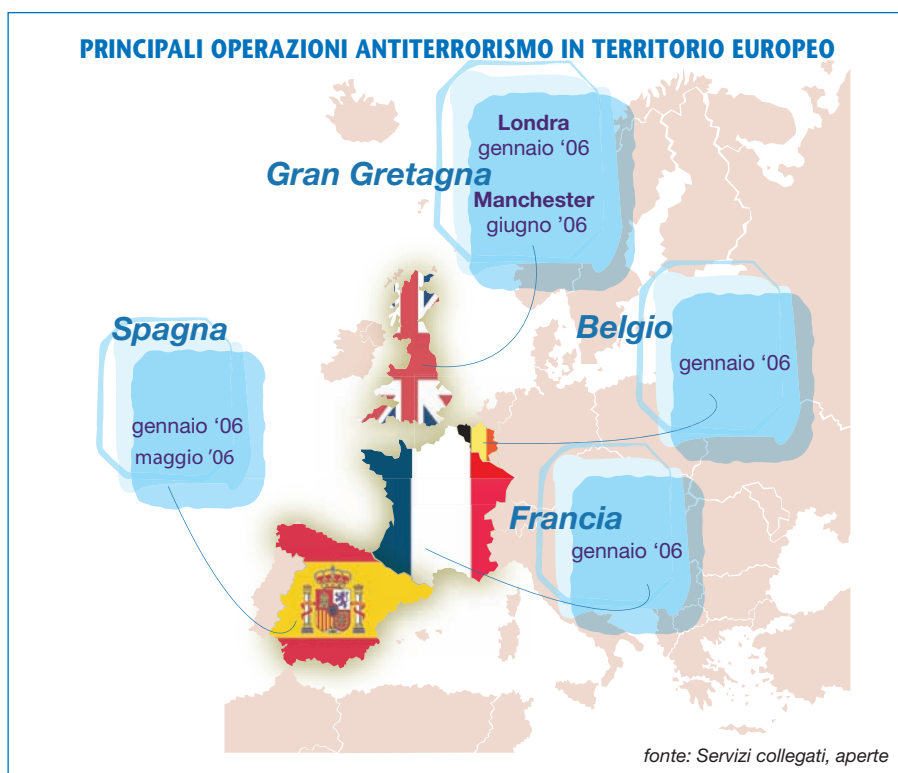 PRINCIPALI OPERAZIONI ANTITERRORISMO IN TERRITORIO EUROPEO
Londra
gennaio ‘06
Gran Gretagna
Manchester
giugno ’06
Spagna
gennaio ‘06
maggio ’06
Belgio
gennaio ‘06
Francia
gennaio ‘06
fonte: Servizi collegati, aperte